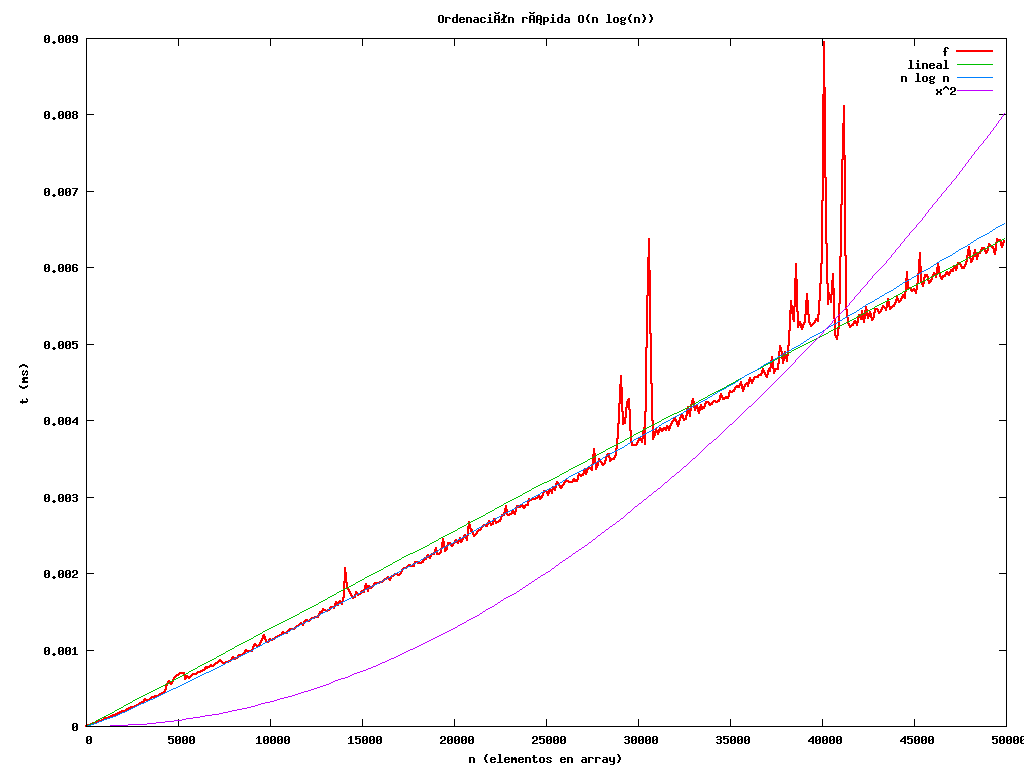 Ordenación rápida O(n log(n))
f
lineal
n log n
x^2
0.009
0.008
0.007
0.006
0.005
0.004
0.003
0.002
0.001
0
t (ms)
0 5000 10000 15000 20000 25000 30000 35000 40000 45000 50000
n (elementos en array)